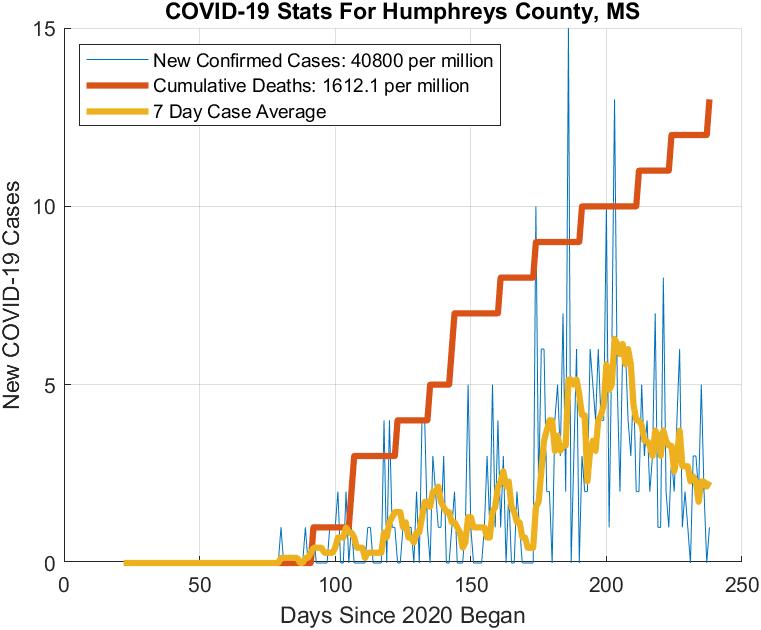 COVID-19 Stats For Humphreys County, MS
New Confirmed Cases: 40800 per million
Cumulative Deaths: 1612.1 per million
7 Day Case Average
New COVID-19 Cases
15
10
5
0
0 50 100 150 200 250
Days Since 2020 Began